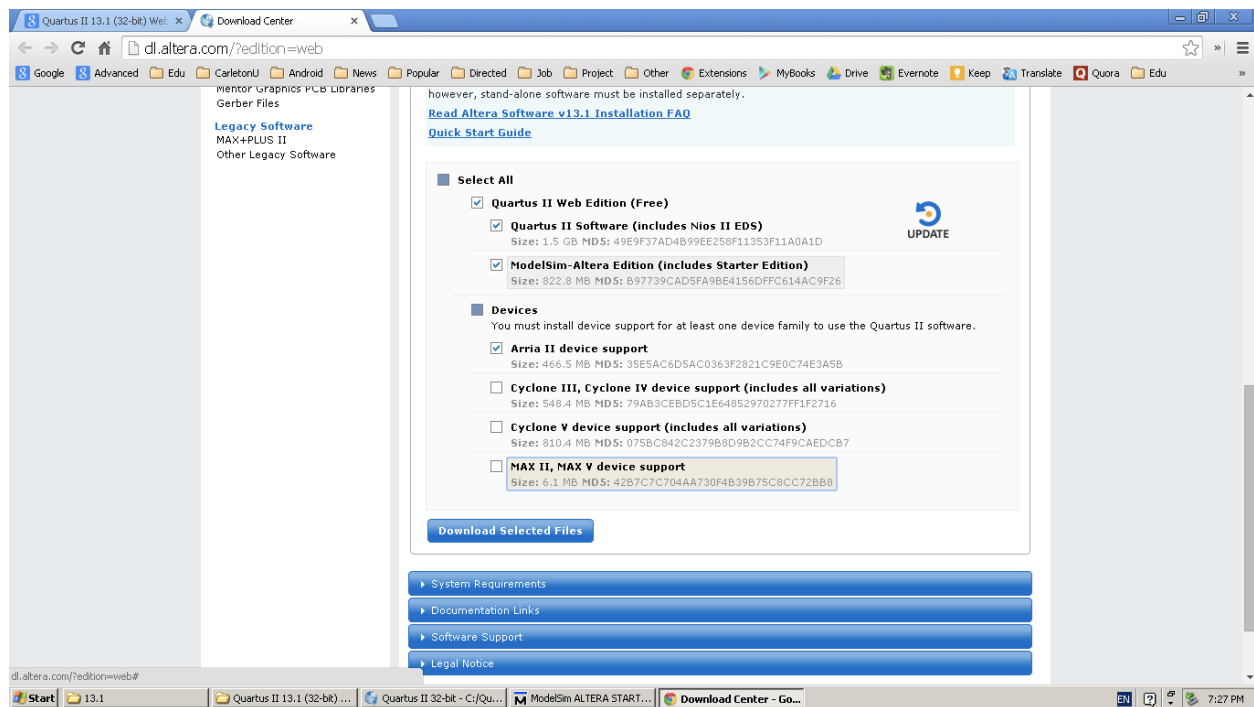 Quartus II 13.1 (32-bit) Web
Download Center
dl.altera.com/?edition=web
Google Advanced Edu CarletonU Android News Popular Directed Job Project Other Extensions MyBooks Drive Evernote Keep Translate Quora Edu
Mentor Graphics PCB Libraries
Gerber Files
Legacy Software
MAX+PLUS II
Other Legacy Software
however, stand-alone software must be installed separately.
Read Altera Software v13.1 Installation FAQ
Quick Start Guide
Select All
Quartus II Web Edition (Free)
UPDATE
Quartus II Software (includes Nios II EDS)
Size: 1.5 GB MD5: 49E9F37AD4B99EE258F11353F11A0A1D
ModelSim-Altera Edition (includes Starter Edition)
Size: 822.8 MB MD5: B97739CAD5FA9BE4156DFFC614AC9F26
Devices
You must install device support for at least one device family to use the Quartus II software.
Arria II device support
Size: 466.5 MB MD5: 35E5AC6D5AC0363F2821C9E0C74E3A5B
Cyclone III, Cyclone IV device support (includes all variations)
Size: 548.4 MB MD5: 79AB3CEBD5C1E64852970277FF1F2716
Cyclone V device support (includes all variations)
Size: 810.4 MB MD5: 075BC842C2379B8D9B2CC74F9CAEDCB7
MAX II, MAX V device support
Size: 6.1 MB MD5: 42B7C7C704AA730F4B39B75C8CC72BB8
Download Selected Files
System Requirements
Documentation Links
Software Support
Legal Notice
dl.altera.com/?edition=web#
Start 13.1 Quartus II 13.1 (32-bit) ... Quartus II 32-bit - C:/Qu... ModelSim ALTERA START... Download Center - Go... EN 7:27 PM